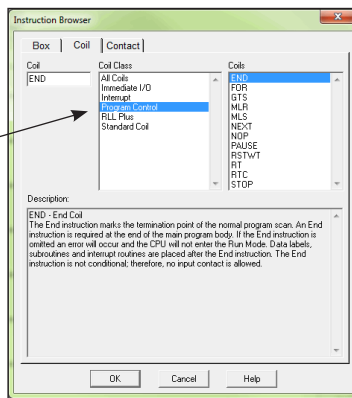 Instruction Browser
Box
Coil
Contact
Coil
Coil Class
Coils
END
All Coils
Immediate I/O
Interrupt
Program Control
RLL Plus
Standard Coil
END
FOR
GTS
MLR
MLS
NEXT
NOP
PAUSE
RSTWT
RT
RTC
STOP
Description:
END - End Coil
The End instruction marks the termination point of the normal program scan. An End
instruction is required at the end of the main program body. If the End instruction is
omitted an error will occur and the CPU will not enter the Run Mode. Data labels,
subroutines and interrupt routines are placed after the End instruction. The End
instruction is not conditional; therefore, no input contact is allowed.
OK
Cancel
Help